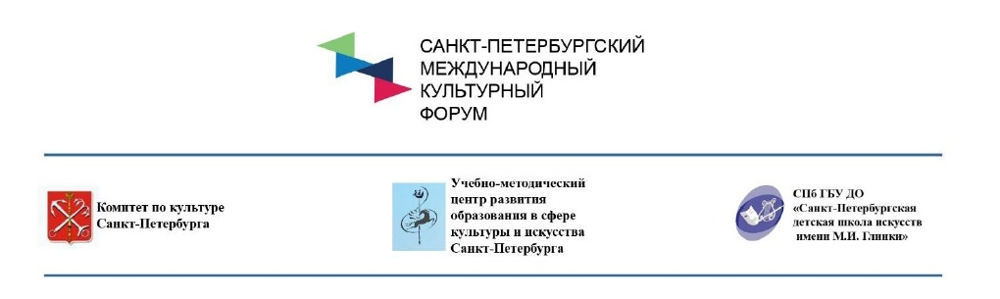 САНКТ-ПЕТЕРБУРГСКИЙ
МЕЖДУНАРОДНЫЙ
КУЛЬТУРНЫЙ
ФОРУМ
Комитет по культуре
Санкт-Петербурга
Учебно-методический
центр развития
образования в сфере
культуры и искусства
Санкт-Петербурга
СПб ГБУ ДО
«Санкт-Петербургская
детская школа искусств
имени М.И. Глинки»